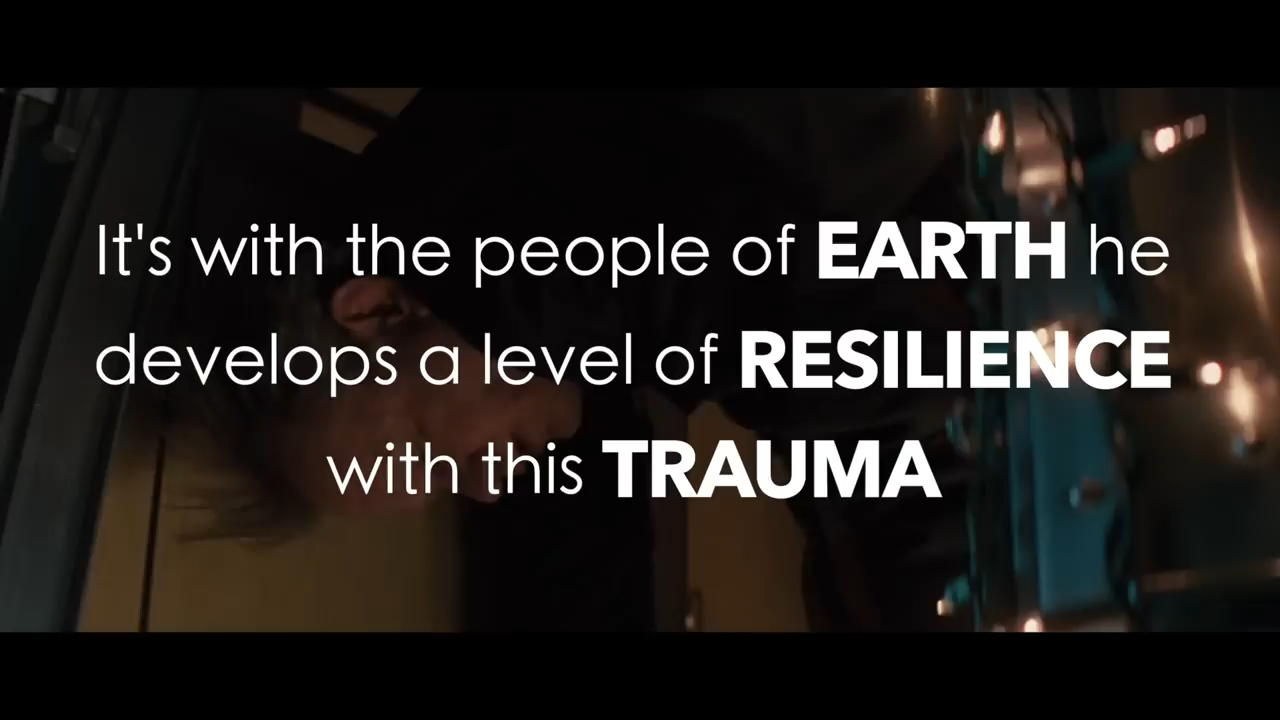 It's with the people of EARTH he
develops a level of RESILIENCE
with this TRAUMA